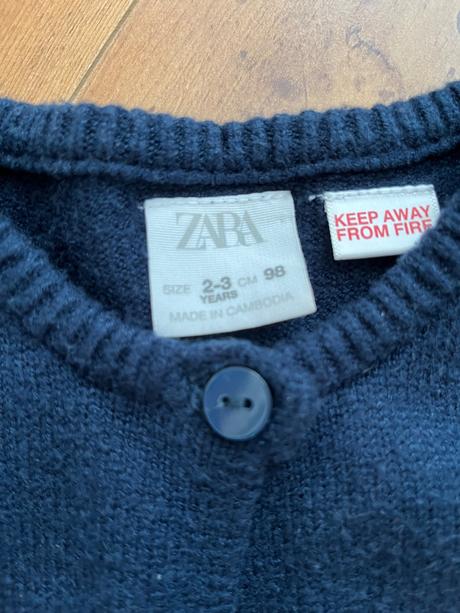 ZARA
SIZE 2-3 YEARS CM 98
MADE IN CAMBODIA
KEEP AWAY
FROM FIRE